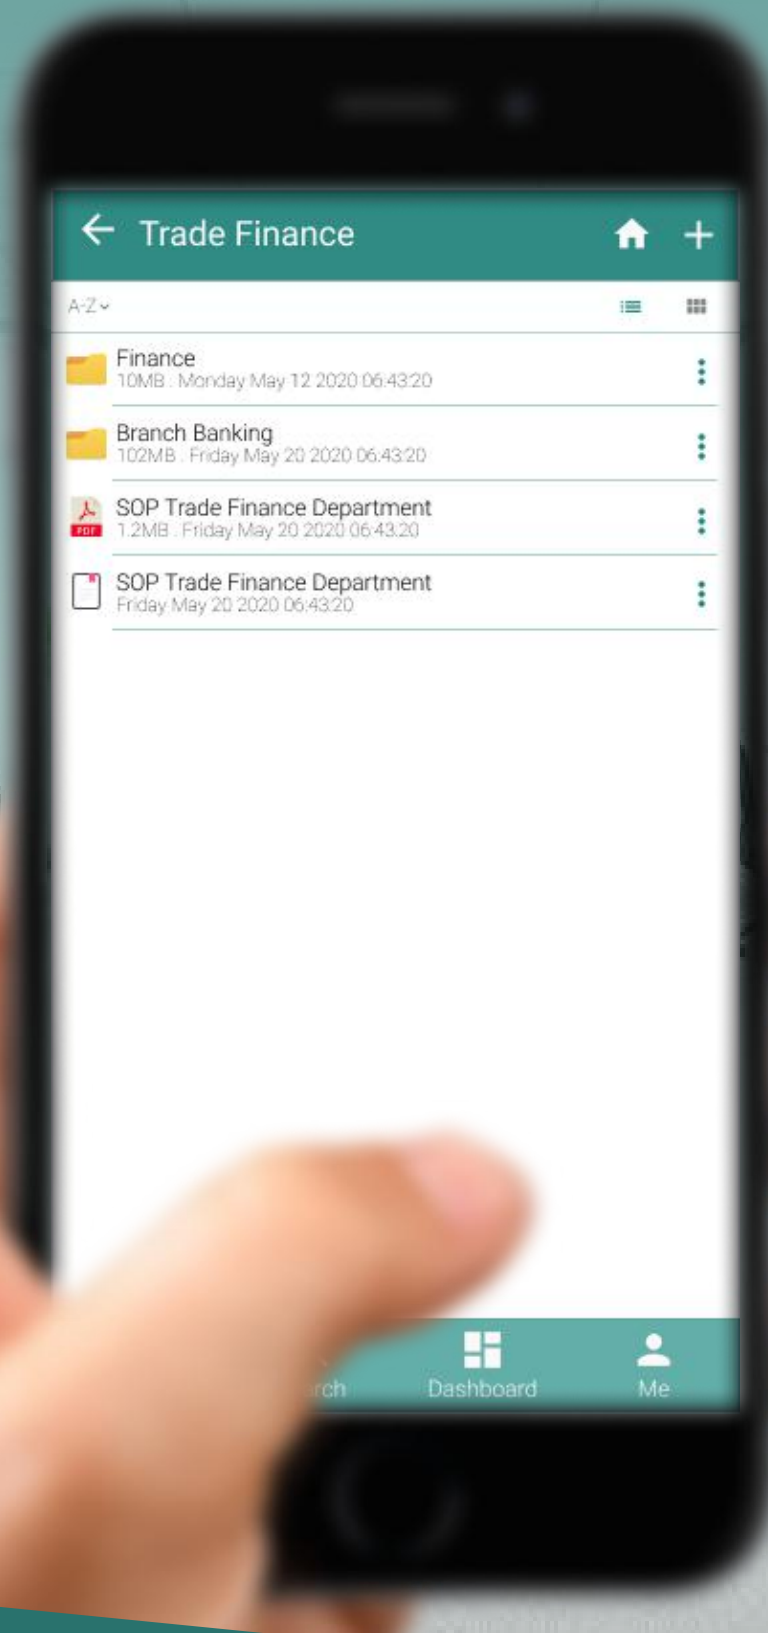 Trade Finance
A-Z
Finance
10MB . Monday May 12 2020 06:43:20
Branch Banking
102MB . Friday May 20 2020 06:43:20
SOP Trade Finance Department
PDF
1.2MB . Friday May 20 2020 06:43:20
SOP Trade Finance Department
Friday May 20 2020 06:43:20
Dashboard
Me